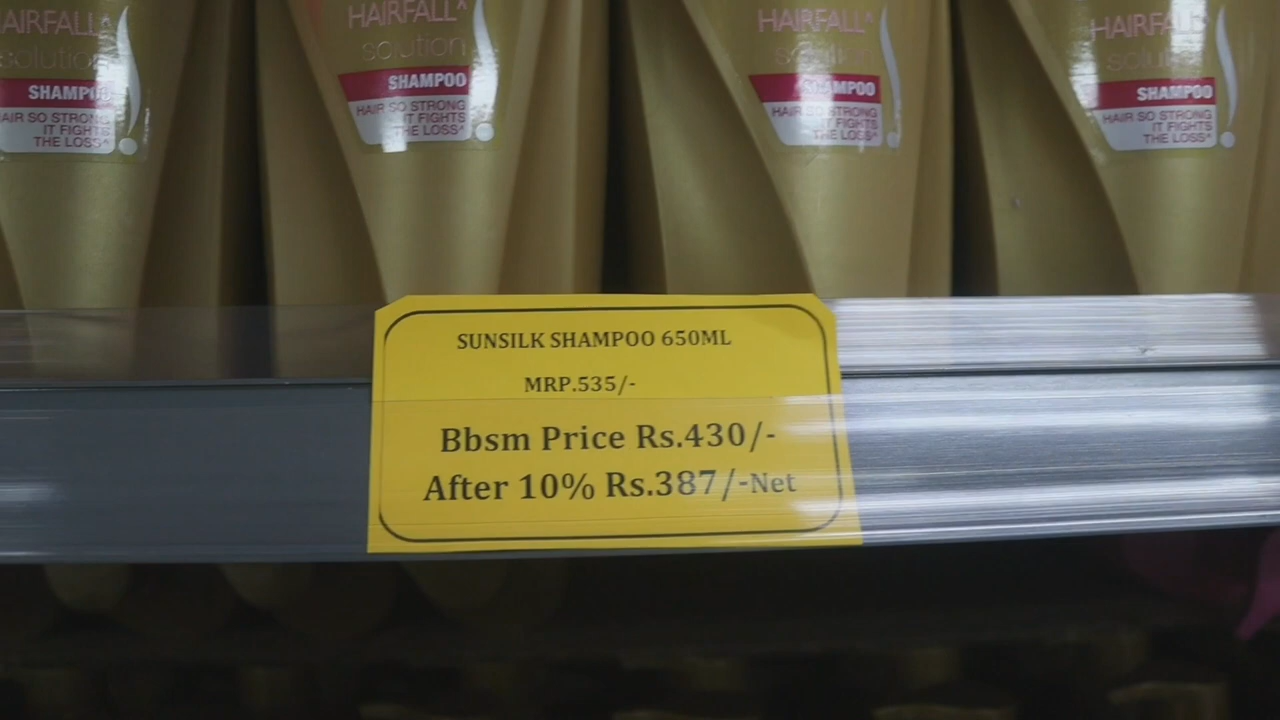 HAIRFALL^
solution
SHAMPOO
HAIR SO STRONG
IT FIGHTS
THE LOSS^
HAIRFALL^
solution
SHAMPOO
HAIR SO STRONG
IT FIGHTS
THE LOSS^
HAIRFALL^
solution
SHAMPOO
HAIR SO STRONG
IT FIGHTS
THE LOSS^
HAIRFALL^
solution
SHAMPOO
HAIR SO STRONG
IT FIGHTS
THE LOSS^
SUNSILK SHAMPOO 650ML
MRP.535/-
Bbsm Price Rs.430/-
After 10% Rs.387/-Net